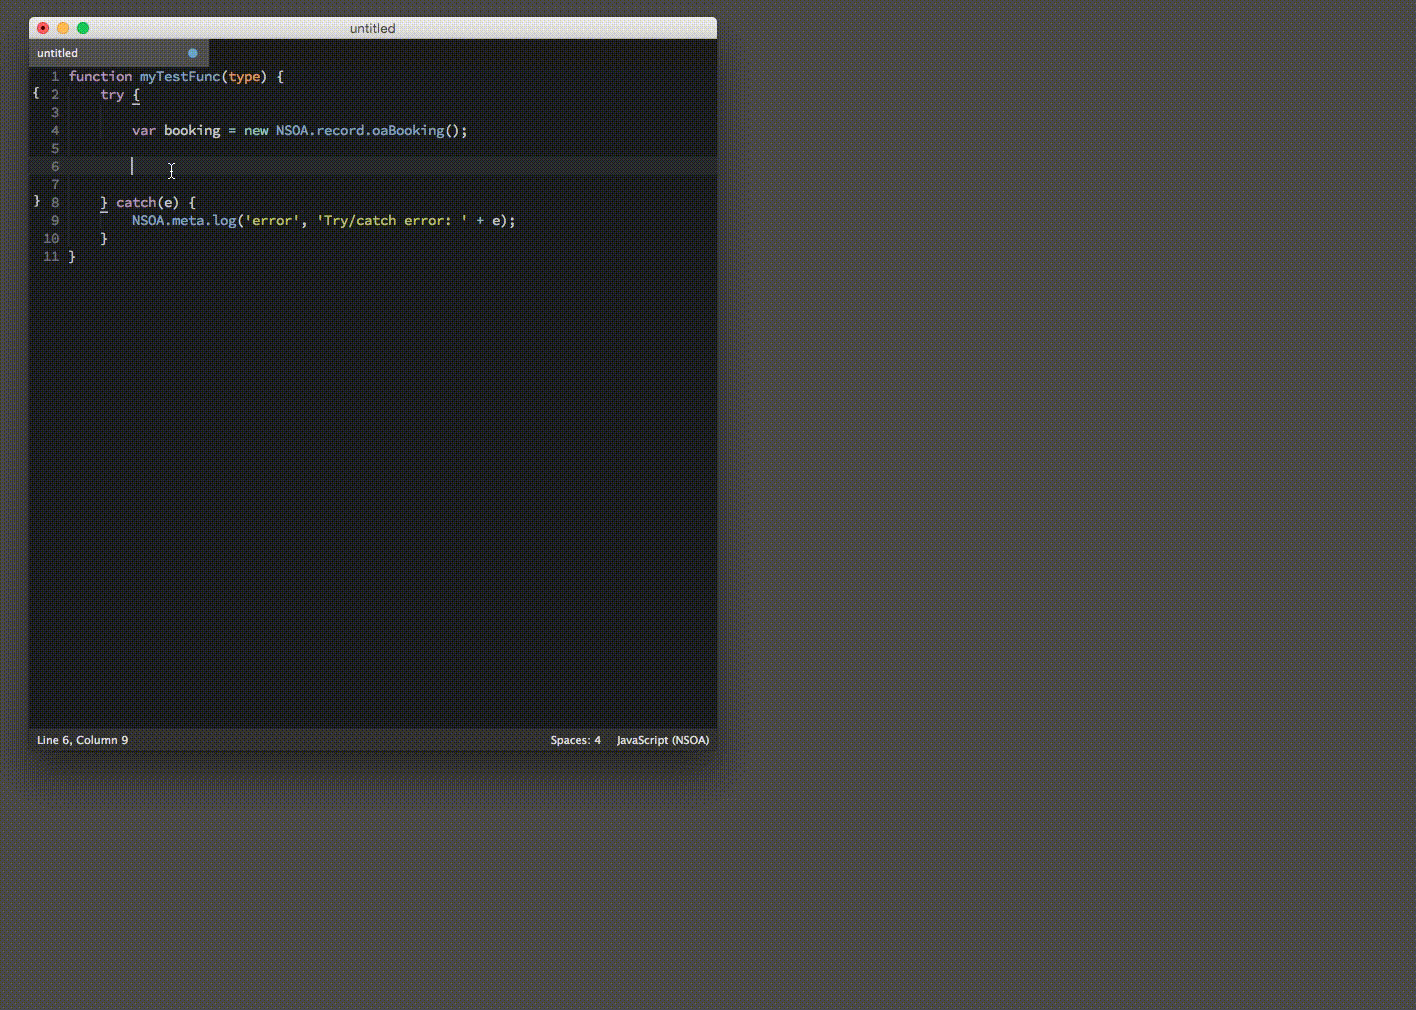 untitled
untitled
1 function myTestFunc(type) {
{ 2     try {
3
4         var booking = new NSOA.record.oaBooking();
5
6
7
} 8     } catch(e) {
9         NSOA.meta.log('error', 'Try/catch error: ' + e);
10     }
11 }
Line 6, Column 9 Spaces: 4 JavaScript (NSOA)